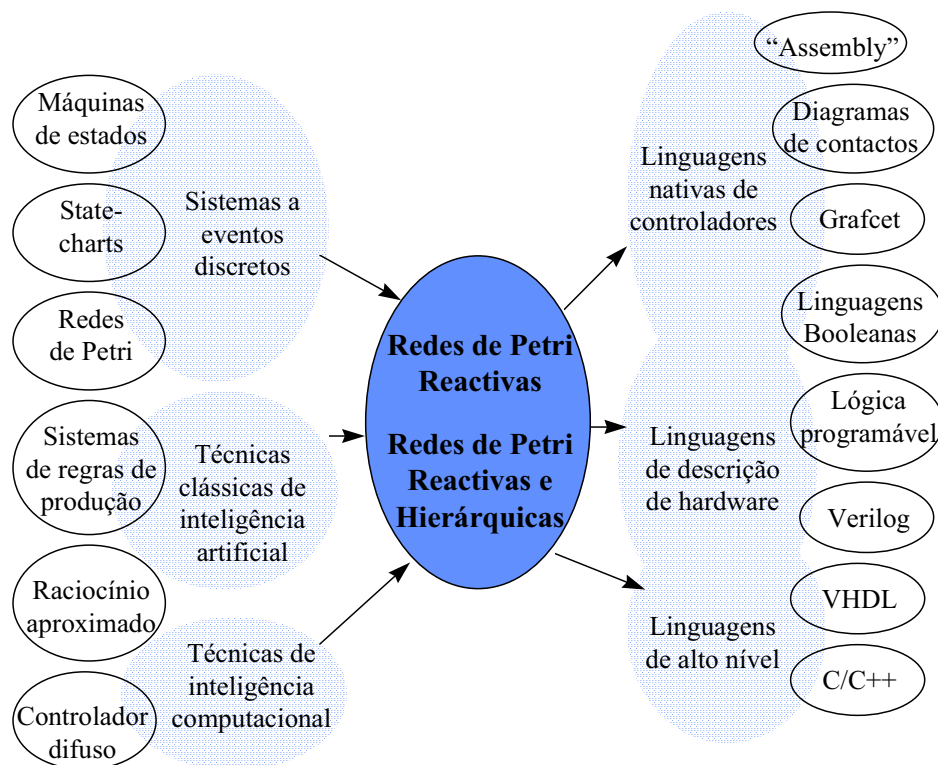 Máquinas
de estados
State-
charts
Redes
de Petri
Sistemas
de regras de
produção
Raciocínio
aproximado
Controlador
difuso
Sistemas a
eventos
discretos
Técnicas
clássicas de
inteligência
artificial
Técnicas de
inteligência
computacional
Redes de Petri
Reactivas
Redes de Petri
Reactivas e
Hierárquicas
Linguagens
nativas de
controladores
Linguagens
de descrição
de hardware
Linguagens
de alto nível
“Assembly”
Diagramas
de contactos
Grafcet
Linguagens
Booleanas
Lógica
programável
Verilog
VHDL
C/C++